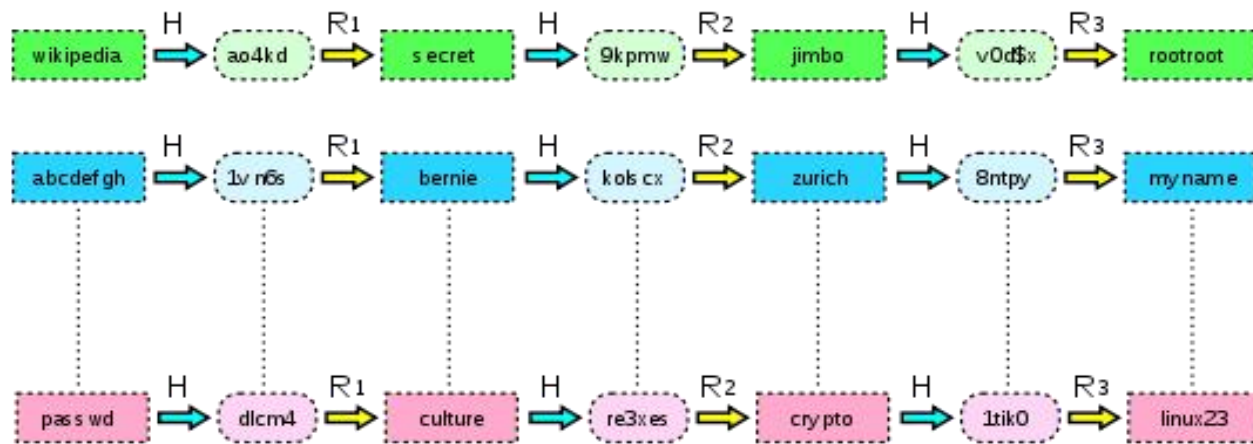 H R1 H R2 H R3
wikipedia ao4kd secret 9kpmw jimbo v0d$x rootroot
H R1 H R2 H R3
abcdefgh 1vn6s bernie kolscx zurich 8ntpy myname
H R1 H R2 H R3
passwd dlcm4 culture re3xes crypto 1tik0 linux23